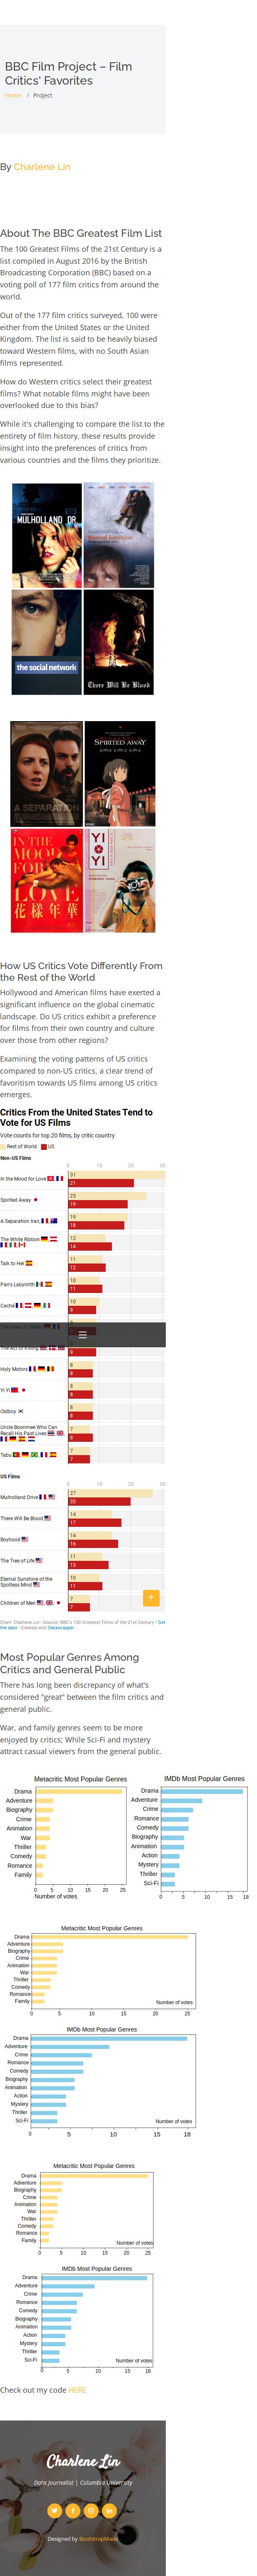 BBC Film Project – Film
Critics' Favorites
Home / Project
By Charlene Lin
About The BBC Greatest Film List
The 100 Greatest Films of the 21st Century is a
list compiled in August 2016 by the British
Broadcasting Corporation (BBC) based on a
voting poll of 177 film critics from around the
world.
Out of the 177 film critics surveyed, 100 were
either from the United States or the United
Kingdom. The list is said to be heavily biased
toward Western films, with no South Asian
films represented.
How do Western critics select their greatest
films? What notable films might have been
overlooked due to this bias?
While it's challenging to compare the list to the
entirety of film history, these results provide
insight into the preferences of critics from
various countries and the films they prioritize.
MULHOLLAND DR.
Eternal Sunshine
the social network
There Will Be Blood
A SEPARATION
SPIRITED AWAY
IN THE
MOOD
FOR
LOVE
花樣年華
YI YI
How US Critics Vote Differently From
the Rest of the World
Hollywood and American films have exerted a
significant influence on the global cinematic
landscape. Do US critics exhibit a preference
for films from their own country and culture
over those from other regions?
Examining the voting patterns of US critics
compared to non-US critics, a clear trend of
favoritism towards US films among US critics
emerges.
Critics From the United States Tend to
Vote for US Films
Vote counts for top 20 films, by critic country
Rest of World US
Non-US Films
0 10 20 30
In the Mood for Love 31
21
Spirited Away 25
19
A Separation Iran, 19
18
The White Ribbon 12
14
Talk to Her 11
12
Pan's Labyrinth 10
11
Caché 10
9
The Lives of Others 9
The Act of Killing
9
Holy Motors 8
8
Yi Yi 8
8
Oldboy 8
8
Uncle Boonmee Who Can 7
Recall His Past Lives 8
Tabu 7
7
US Films
0 10 20 30
Mulholland Drive 27
20
There Will Be Blood 14
17
Boyhood 14
16
The Tree of Life 11
13
Eternal Sunshine of the 10
Spotless Mind 11
Children of Men 7
7
Chart: Charlene Lin • Source: BBC's 100 Greatest Films of the 21st Century • Get
the data • Created with Datawrapper
Most Popular Genres Among
Critics and General Public
There has long been discrepancy of what's
considered "great" between the film critics and
general public.
War, and family genres seem to be more
enjoyed by critics; While Sci-Fi and mystery
attract casual viewers from the general public.
Metacritic Most Popular Genres
Drama
Adventure
Biography
Crime
Animation
War
Thriller
Comedy
Romance
Family
0 5 10 15 20 25
Number of votes
IMDb Most Popular Genres
Drama
Adventure
Crime
Romance
Comedy
Biography
Animation
Action
Mystery
Thriller
Sci-Fi
0 5 10 15 18
Metacritic Most Popular Genres
Drama
Adventure
Biography
Crime
Animation
War
Thriller
Comedy
Romance
Family
Number of votes
0 5 10 15 20 25
IMDb Most Popular Genres
Drama
Adventure
Crime
Romance
Comedy
Biography
Animation
Action
Mystery
Thriller
Sci-Fi
Number of votes
0 5 10 15 18
Metacritic Most Popular Genres
Drama
Adventure
Biography
Crime
Animation
War
Thriller
Comedy
Romance
Family
Number of votes
0 5 10 15 20 25
IMDb Most Popular Genres
Drama
Adventure
Crime
Romance
Comedy
Biography
Animation
Action
Mystery
Thriller
Sci-Fi
Number of votes
0 5 10 15 18
Check out my code HERE
Charlene Lin
Data Journalist | Columbia University
Designed by BootstrapMade